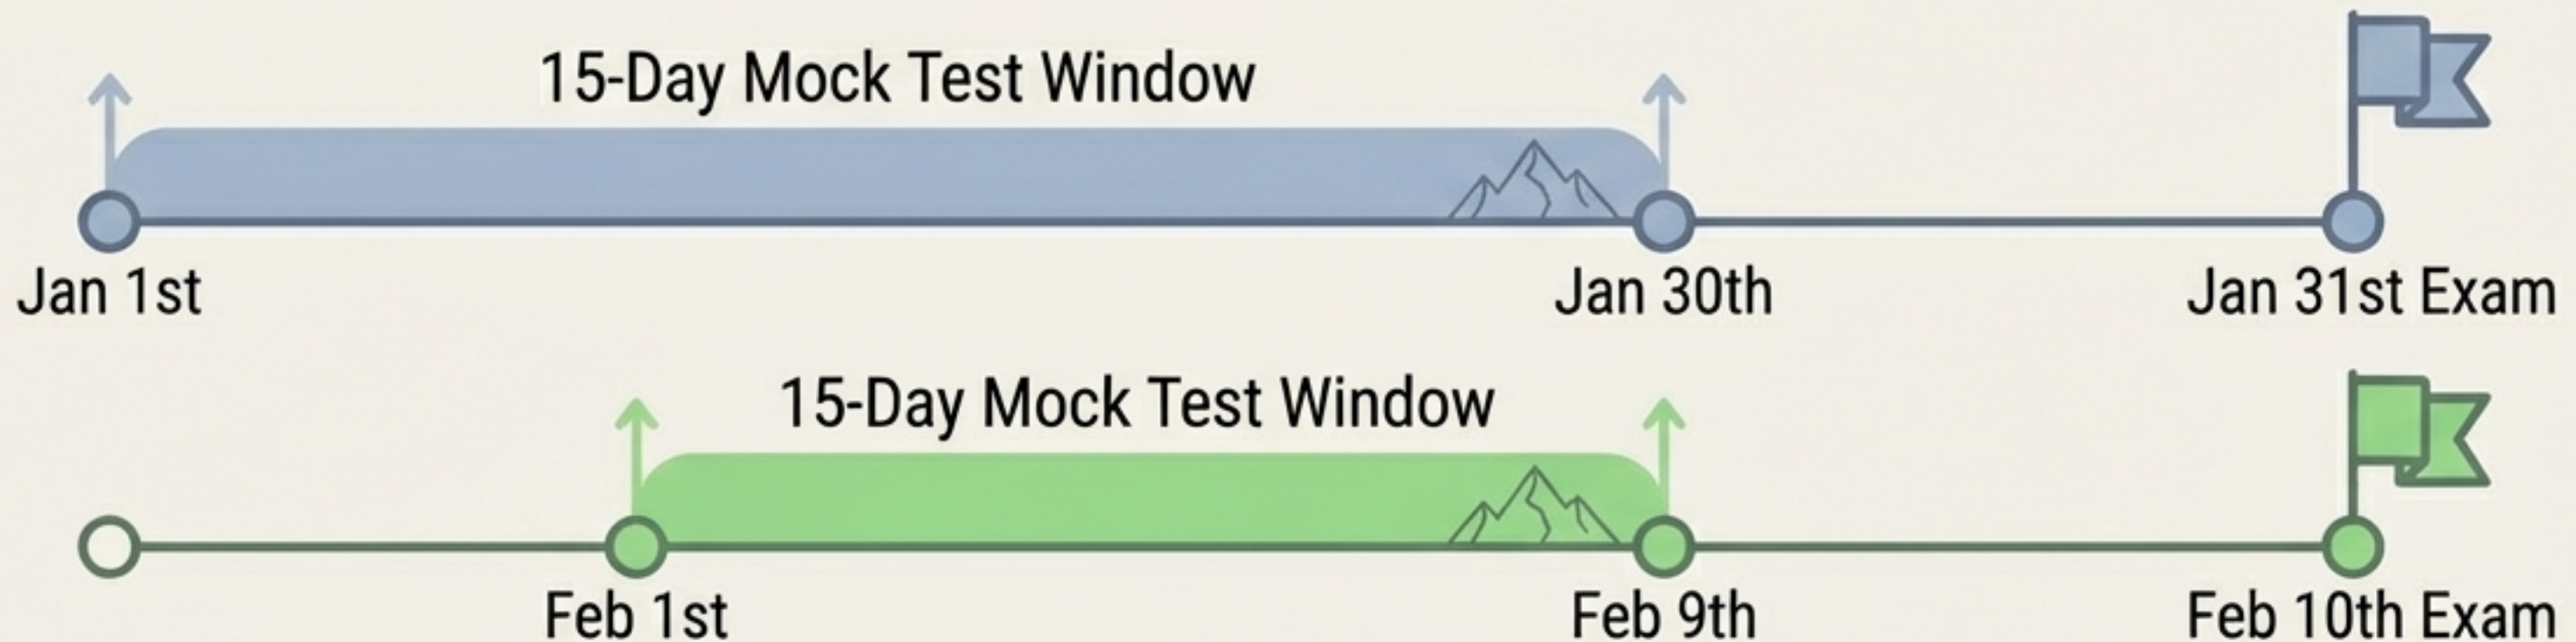 15-Day Mock Test Window
Jan 1st
Jan 30th
Jan 31st Exam
15-Day Mock Test Window
Feb 1st
Feb 9th
Feb 10th Exam